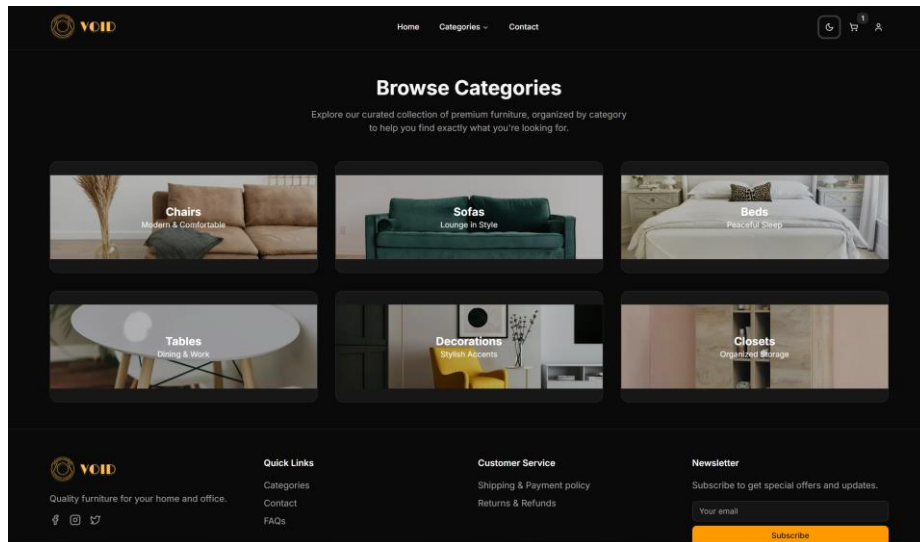 VOID
Home Categories Contact
1
Browse Categories
Explore our curated collection of premium furniture, organized by category
to help you find exactly what you're looking for.
Chairs
Modern & Comfortable
Sofas
Lounge in Style
Beds
Peaceful Sleep
Tables
Dining & Work
Decorations
Stylish Accents
Closets
Organized Storage
VOID
Quality furniture for your home and office.
Quick Links
Categories
Contact
FAQs
Customer Service
Shipping & Payment policy
Returns & Refunds
Newsletter
Subscribe to get special offers and updates.
Your email
Subscribe